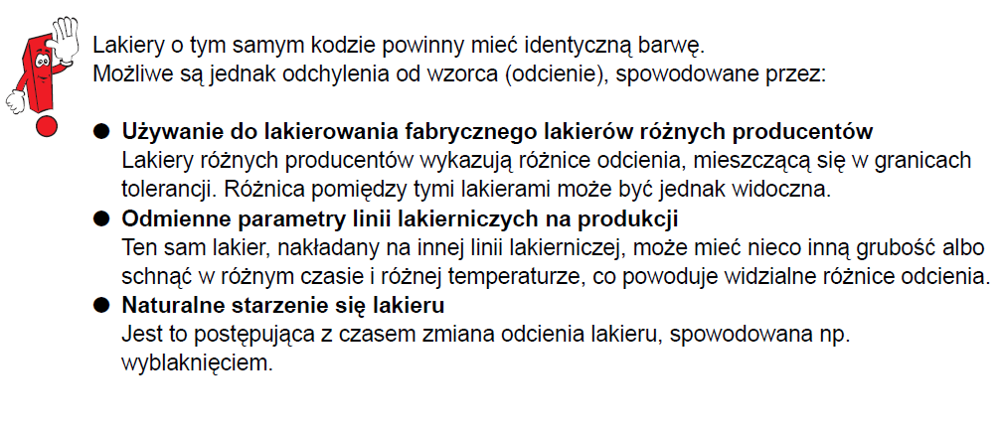 Lakiery o tym samym kodzie powinny mieć identyczną barwę.
Możliwe są jednak odchylenia od wzorca (odcienie), spowodowane przez:
● Używanie do lakierowania fabrycznego lakierów różnych producentów
Lakiery różnych producentów wykazują różnice odcienia, mieszczącą się w granicach
tolerancji. Różnica pomiędzy tymi lakierami może być jednak widoczna.
● Odmienne parametry linii lakierniczych na produkcji
Ten sam lakier, nakładany na innej linii lakierniczej, może mieć nieco inną grubość albo
schnąć w różnym czasie i różnej temperaturze, co powoduje widzialne różnice odcienia.
● Naturalne starzenie się lakieru
Jest to postępująca z czasem zmiana odcienia lakieru, spowodowana np.
wyblaknięciem.